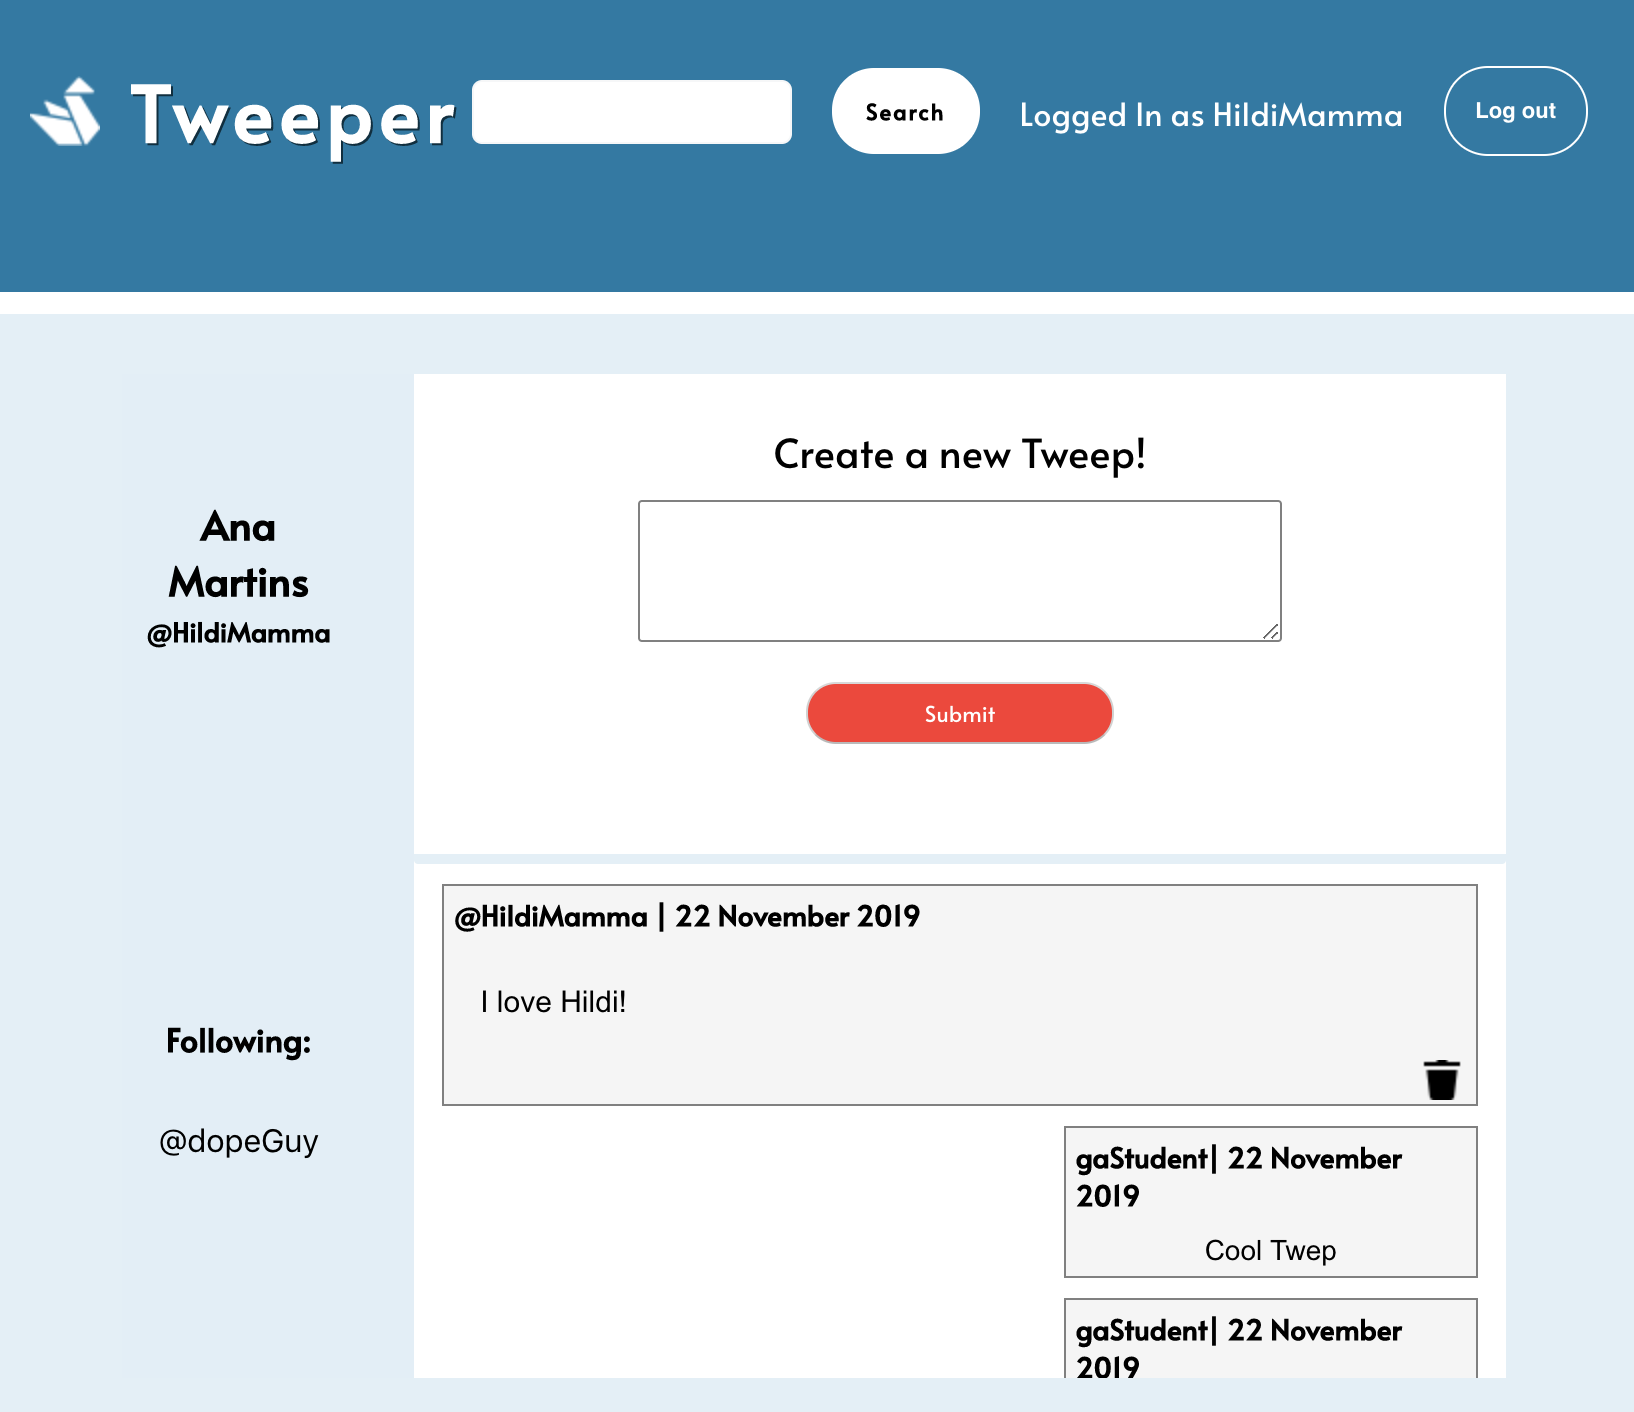 Tweeper
Search
Logged In as HildiMamma
Log out
Ana
Martins
@HildiMamma
Following:
@dopeGuy
Create a new Tweep!
Submit
@HildiMamma | 22 November 2019
I love Hildi!
gaStudent| 22 November
2019
Cool Twep
gaStudent| 22 November
2019